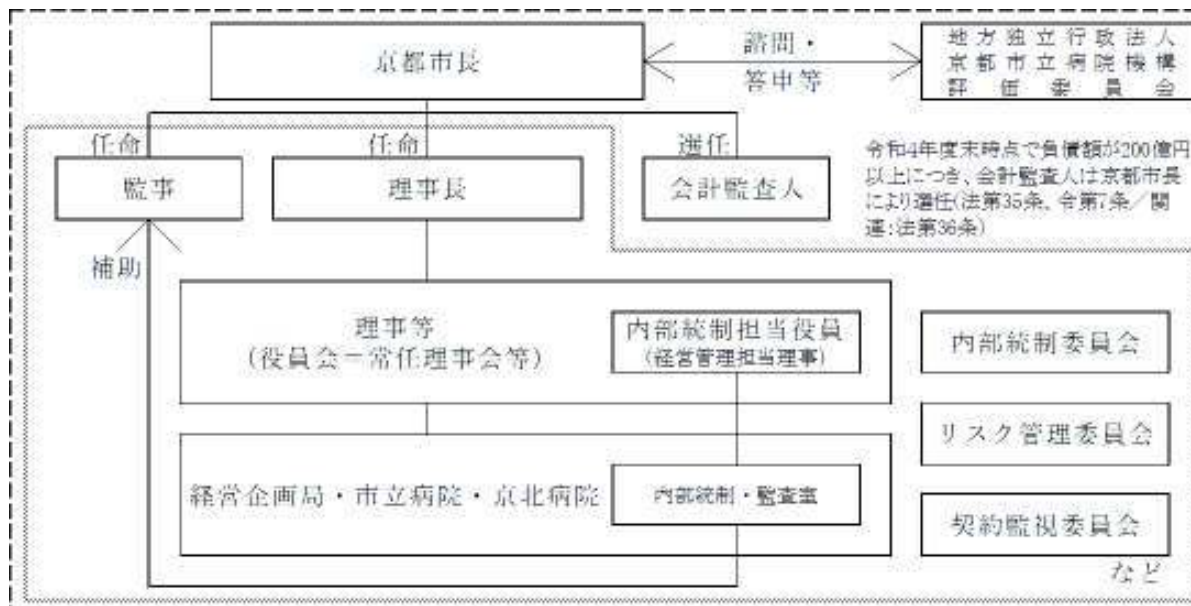 京都市長
諮問・
答申等
地方独立行政法人
京都市立病院機構
評価委員会
任命
任命
選任
監事
理事長
会計監査人
令和4年度末時点で負債額が200億円
以上につき、会計監査人は京都市長
により選任(法第35条、令第7条／関
連:法第36条)
補助
理事等
(役員会＝常任理事会等)
内部統制担当役員
(経営管理担当理事)
内部統制委員会
リスク管理委員会
経営企画局・市立病院・京北病院
内部統制・監査室
契約監視委員会
など